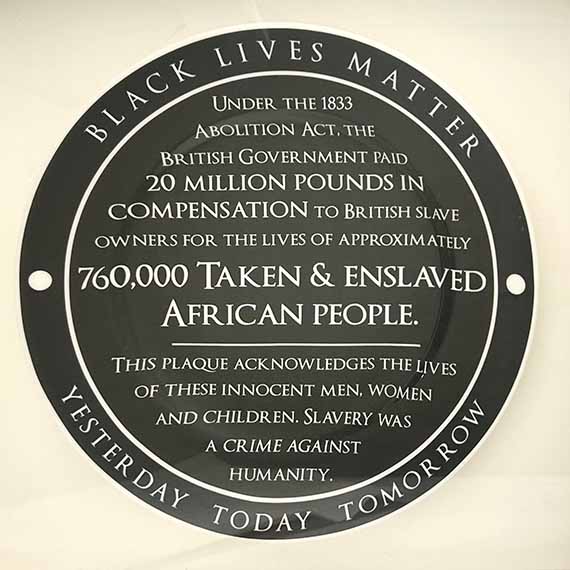 BLACK LIVES MATTER
UNDER THE 1833
ABOLITION ACT, THE
BRITISH GOVERNMENT PAID
20 MILLION POUNDS IN
COMPENSATION TO BRITISH SLAVE
OWNERS FOR THE LIVES OF APPROXIMATELY
760,000 TAKEN & ENSLAVED
AFRICAN PEOPLE.
THIS PLAQUE ACKNOWLEDGES THE LIVES
OF THESE INNOCENT MEN, WOMEN
AND CHILDREN. SLAVERY WAS
A CRIME AGAINST
HUMANITY.
YESTERDAY TODAY TOMORROW